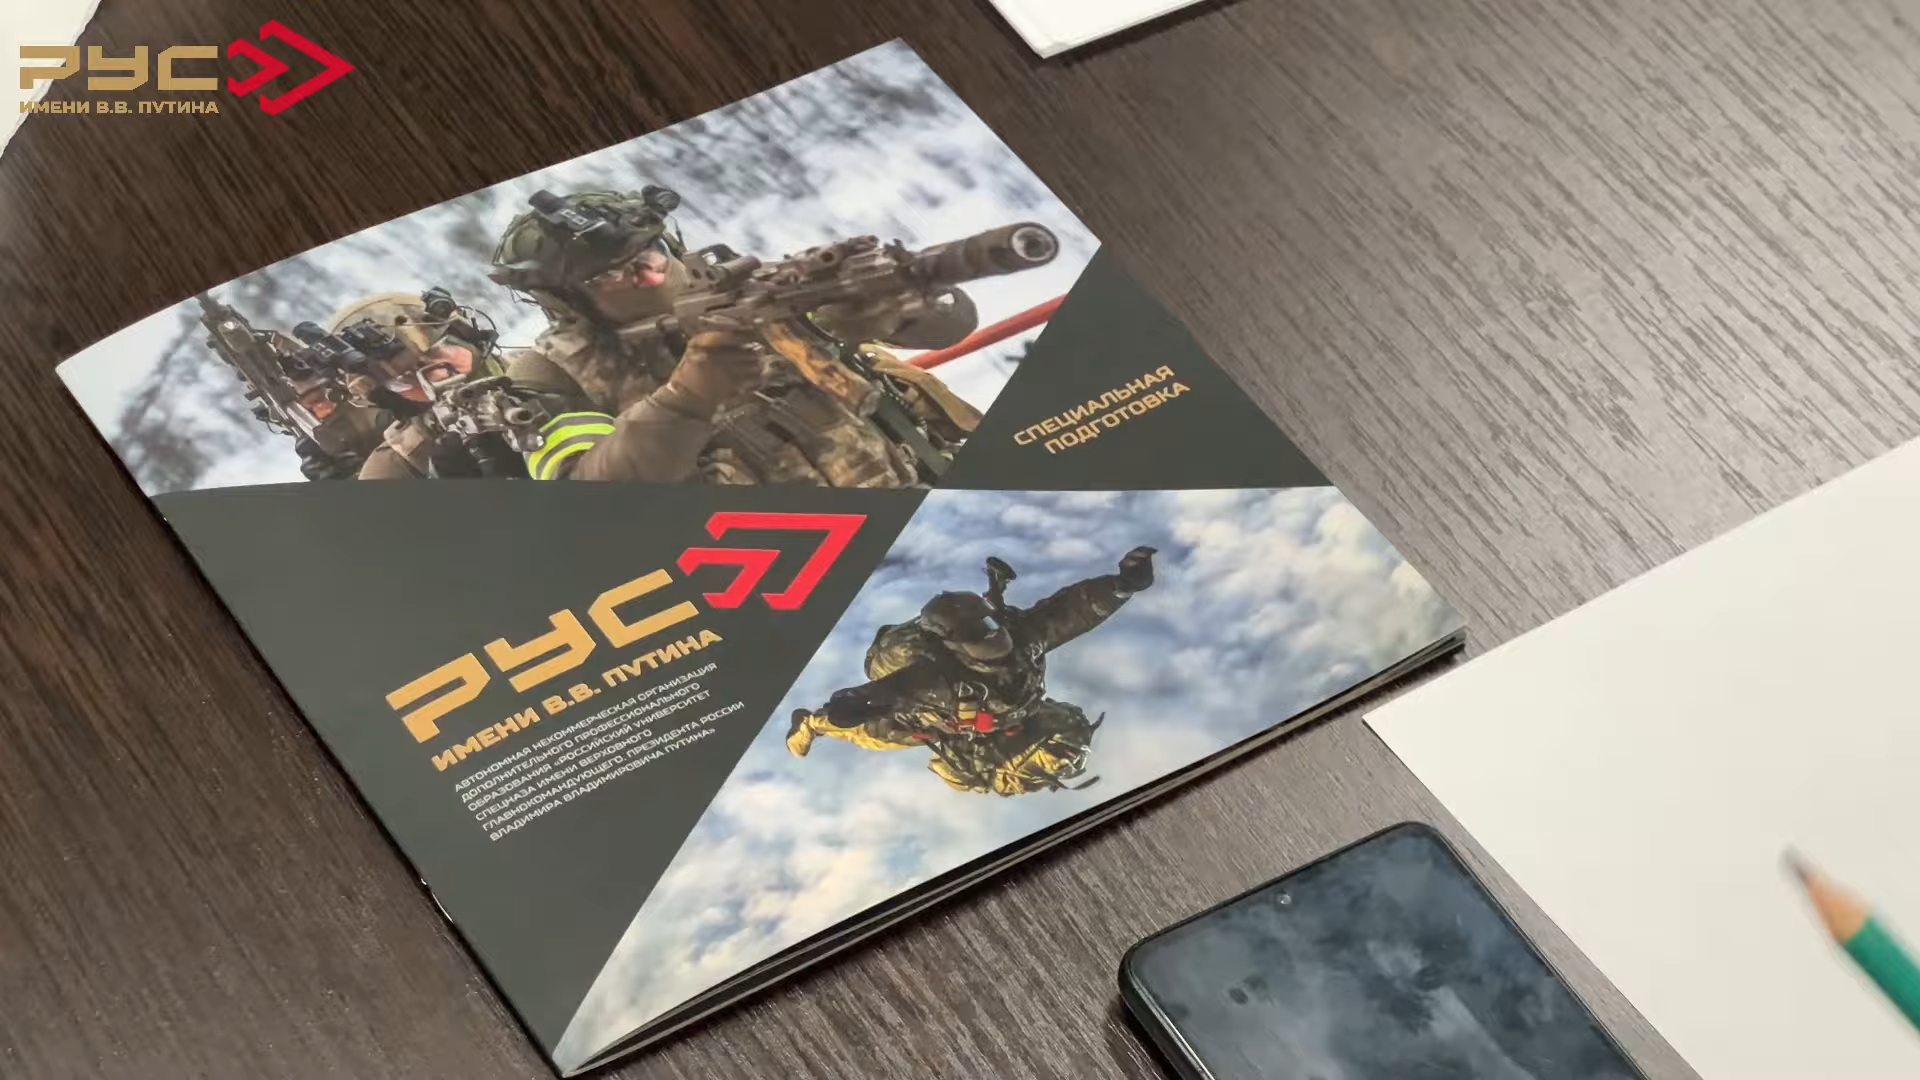 РУС
ИМЕНИ В.В. ПУТИНА
СПЕЦИАЛЬНАЯ
ПОДГОТОВКА
РУС
ИМЕНИ В.В. ПУТИНА
АВТОНОМНАЯ НЕКОММЕРЧЕСКАЯ ОРГАНИЗАЦИЯ
ДОПОЛНИТЕЛЬНОГО ПРОФЕССИОНАЛЬНОГО
ОБРАЗОВАНИЯ «РОССИЙСКИЙ УНИВЕРСИТЕТ
СПЕЦНАЗА ИМЕНИ ВЕРХОВНОГО
ГЛАВНОКОМАНДУЮЩЕГО, ПРЕЗИДЕНТА РОССИИ
ВЛАДИМИРА ВЛАДИМИРОВИЧА ПУТИНА»